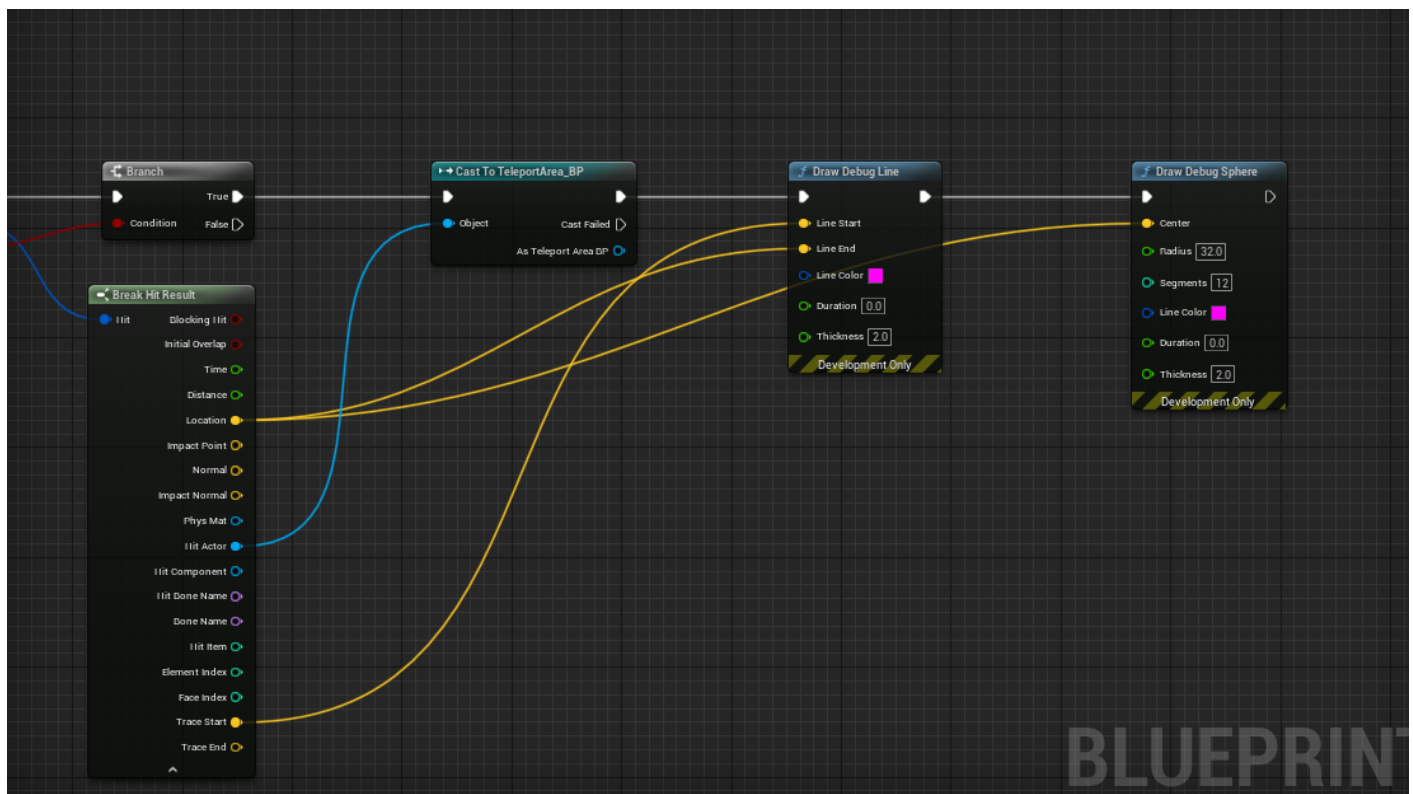 Branch
True
Condition
False
Break Hit Result
Hit
Blocking Hit
Initial Overlap
Time
Distance
Location
Impact Point
Normal
Impact Normal
Phys Mat
Hit Actor
Hit Component
Hit Bone Name
Bone Name
Hit Item
Element Index
Face Index
Trace Start
Trace End
Cast To TeleportArea_BP
Object
Cast Failed
As Teleport Area BP
f Draw Debug Line
Line Start
Line End
Line Color
Duration 0.0
Thickness 2.0
Development Only
f Draw Debug Sphere
Center
Radius 32.0
Segments 12
Line Color
Duration 0.0
Thickness 2.0
Development Only
BLUEPRINT